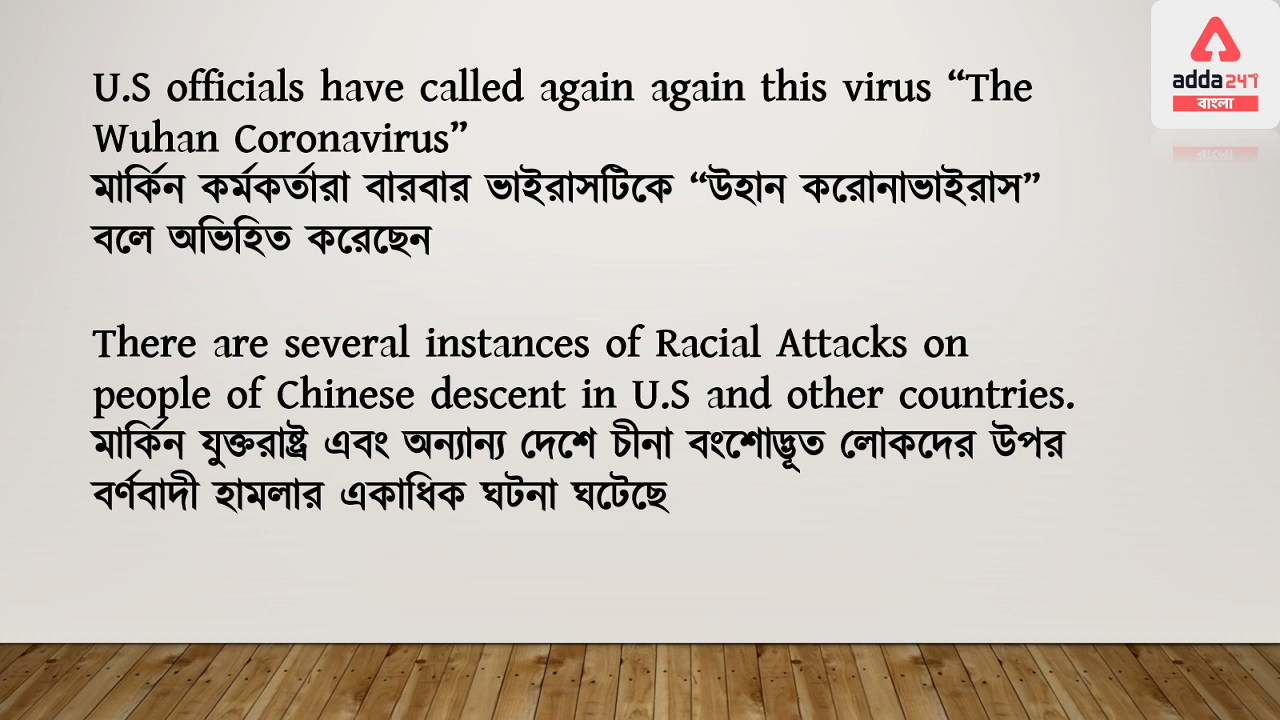 U.S officials have called again again this virus “The
Wuhan Coronavirus”
মার্কিন কর্মকর্তারা বারবার ভাইরাসটিকে “উহান করোনাভাইরাস”
বলে অভিহিত করেছেন
There are several instances of Racial Attacks on
people of Chinese descent in U.S and other countries.
মার্কিন যুক্তরাষ্ট্র এবং অন্যান্য দেশে চীনা বংশোদ্ভূত লোকদের উপর
বর্ণবাদী হামলার একাধিক ঘটনা ঘটেছে
adda247
বাংলা